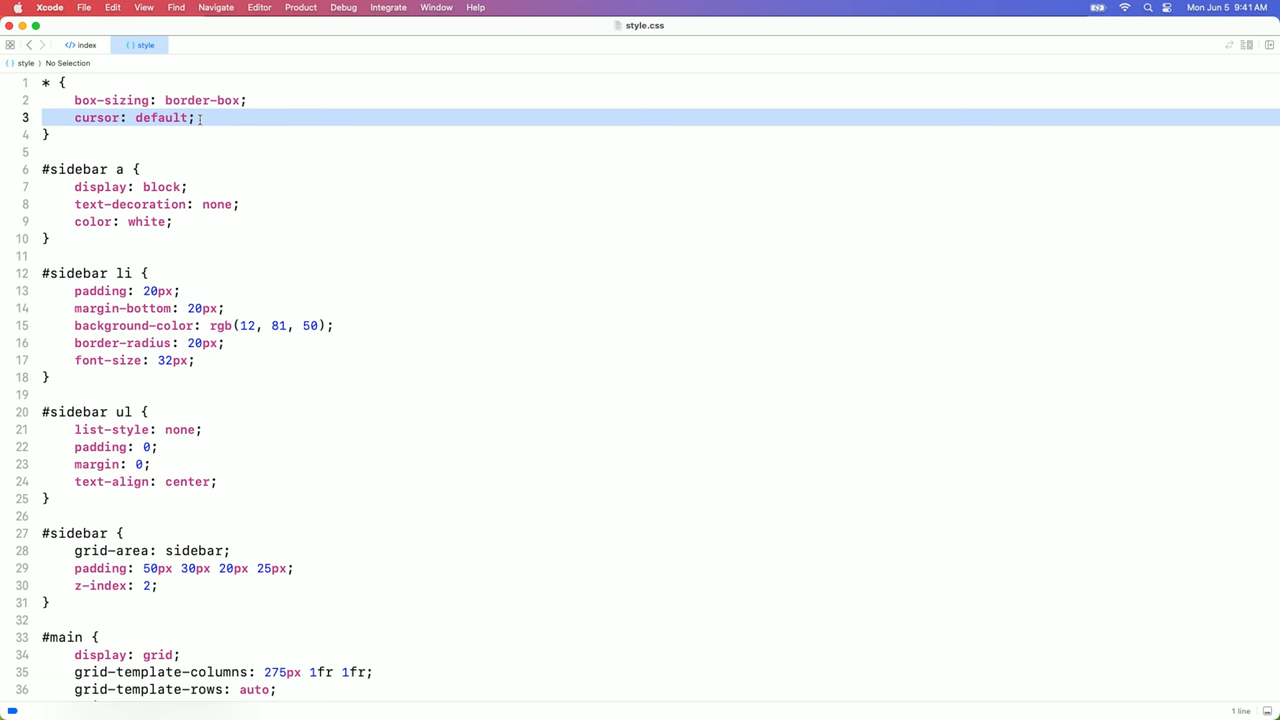 Xcode File Edit View Find Navigate Editor Product Debug Integrate Window Help Mon Jun 5 9:41 AM
style.css
</> index { } style
{ } style 〉 No Selection
1 * {
2 box-sizing: border-box;
3 cursor: default;
4 }
5
6 #sidebar a {
7 display: block;
8 text-decoration: none;
9 color: white;
10 }
11
12 #sidebar li {
13 padding: 20px;
14 margin-bottom: 20px;
15 background-color: rgb(12, 81, 50);
16 border-radius: 20px;
17 font-size: 32px;
18 }
19
20 #sidebar ul {
21 list-style: none;
22 padding: 0;
23 margin: 0;
24 text-align: center;
25 }
26
27 #sidebar {
28 grid-area: sidebar;
29 padding: 50px 30px 20px 25px;
30 z-index: 2;
31 }
32
33 #main {
34 display: grid;
35 grid-template-columns: 275px 1fr 1fr;
36 grid-template-rows: auto;
1 line